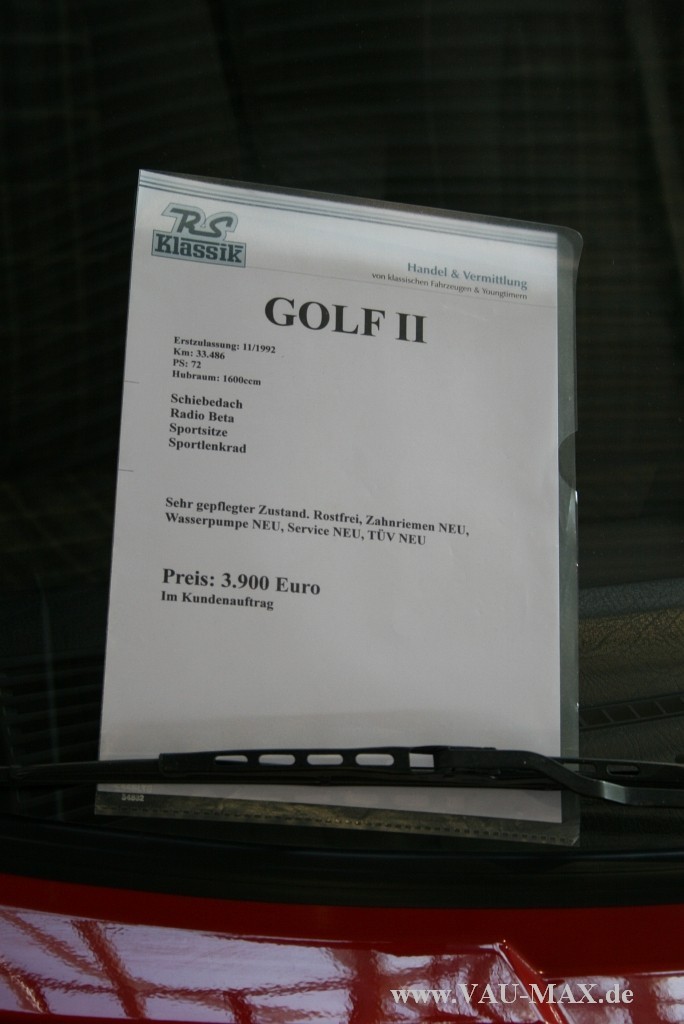 RS
Klassik
Handel & Vermittlung
von klassischen Fahrzeugen & Youngtimern
GOLF II
Erstzulassung: 11/1992
Km: 33.486
PS: 72
Hubraum: 1600ccm
Schiebedach
Radio Beta
Sportsitze
Sportlenkrad
Sehr gepflegter Zustand. Rostfrei, Zahnriemen NEU,
Wasserpumpe NEU, Service NEU, TÜV NEU
Preis: 3.900 Euro
Im Kundenauftrag
www.VAU-MAX.de